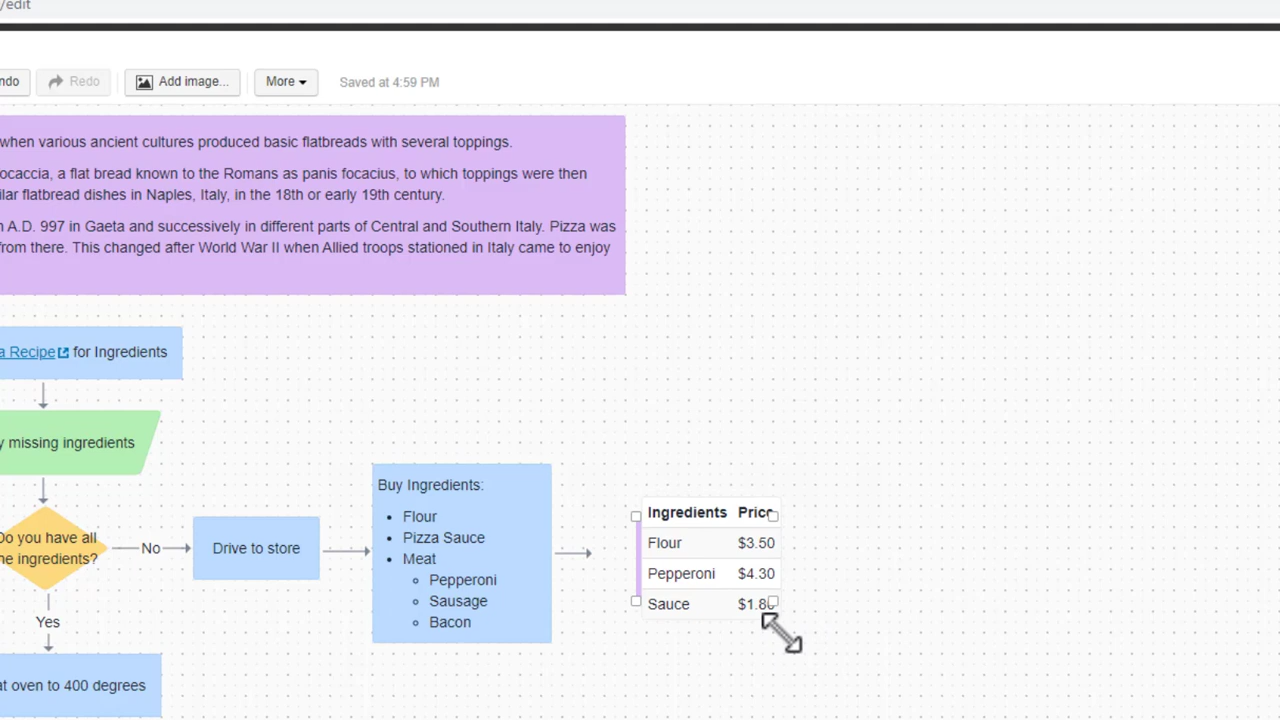 /edit
ndo Redo Add image... More Saved at 4:59 PM
when various ancient cultures produced basic flatbreads with several toppings.
ocaccia, a flat bread known to the Romans as panis focacius, to which toppings were then
ilar flatbread dishes in Naples, Italy, in the 18th or early 19th century.
n A.D. 997 in Gaeta and successively in different parts of Central and Southern Italy. Pizza was
from there. This changed after World War II when Allied troops stationed in Italy came to enjoy
a Recipe for Ingredients
y missing ingredients
Do you have all
he ingredients?
No
Drive to store
Buy Ingredients:
Flour
Pizza Sauce
Meat
Pepperoni
Sausage
Bacon
Ingredients Price
Flour $3.50
Pepperoni $4.30
Sauce $1.80
Yes
at oven to 400 degrees